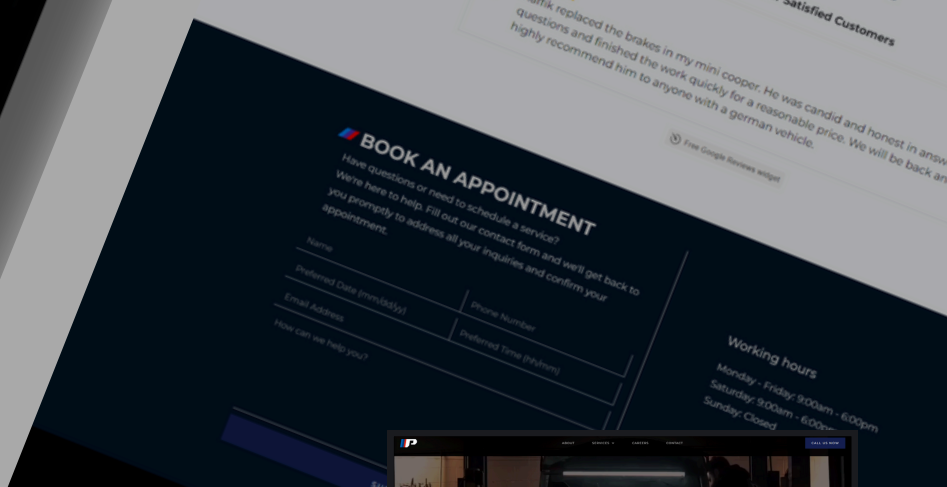 Satisfied Customers
replaced the brakes in my mini cooper. He was candid and honest in
questions and finished the work quickly for a reasonable price. We will be back
highly recommend him to anyone with a german vehicle.
Free Google Reviews widget
BOOK AN APPOINTMENT
Have questions or need to schedule a service?
We're here to help. Fill out our contact form and we'll get back to
you promptly to address all your inquiries and confirm your
appointment.
Name
Phone Number
Preferred Date (mm/dd/yy)
Preferred Time (hh/mm)
Email Address
How can we help you?
Working hours
Monday - Friday: 9:00am - 6:00pm
Saturday: 9:00am - 6:00pm
Sunday: Closed
P
ABOUT
SERVICES
CAREERS
CONTACT
CALL US NOW